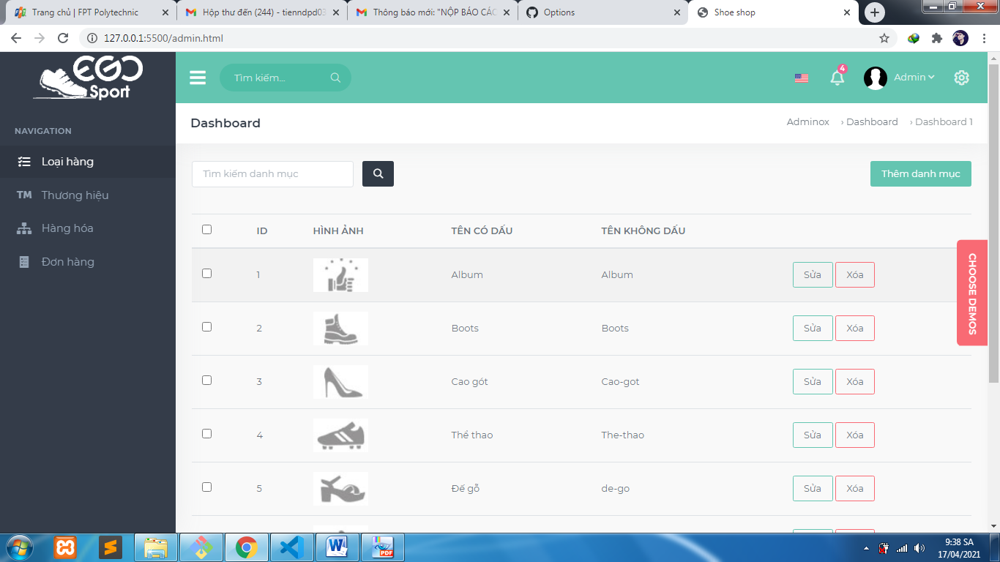 Trang chủ | FPT Polytechnic
Hộp thư đến (244) - tienndpd03
Thông báo mới: "NỘP BÁO CÁC
Options
Shoe shop
127.0.0.1:5500/admin.html
EGO
Sport
Tìm kiếm...
4
Admin
NAVIGATION
Loại hàng
TM Thương hiệu
Hàng hóa
Đơn hàng
Dashboard
Adminox › Dashboard › Dashboard 1
Tìm kiếm danh mục
Thêm danh mục
ID HÌNH ẢNH TÊN CÓ DẤU TÊN KHÔNG DẤU
1 Album Album Sửa Xóa
2 Boots Boots Sửa Xóa
3 Cao gót Cao-got Sửa Xóa
4 Thể thao The-thao Sửa Xóa
5 Đế gỗ de-go Sửa Xóa
CHOOSE DEMOS
W
PDF
9:38 SA
17/04/2021